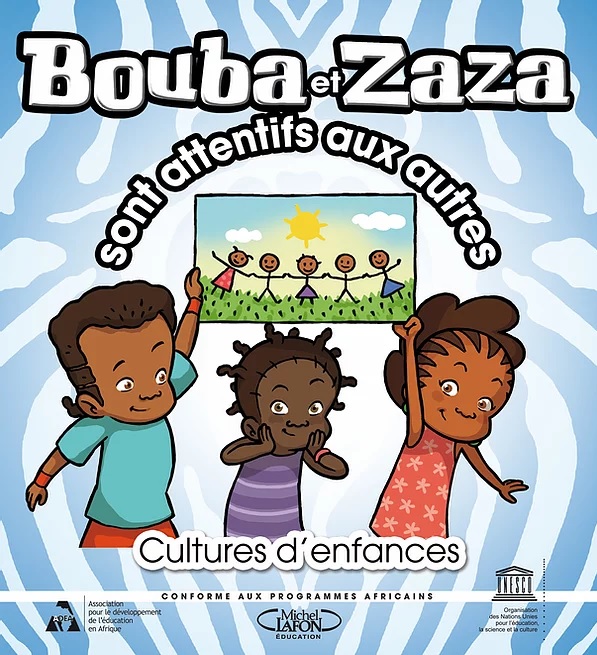 Bouba et Zaza
sont attentifs aux autres
Cultures d'enfances
CONFORME AUX PROGRAMMES AFRICAINS
ADEA
Association
pour le développement
de l'éducation
en Afrique
Michel
LAFON
ÉDUCATION
UNESCO
Organisation
des Nations Unies
pour l'éducation,
la science et la culture